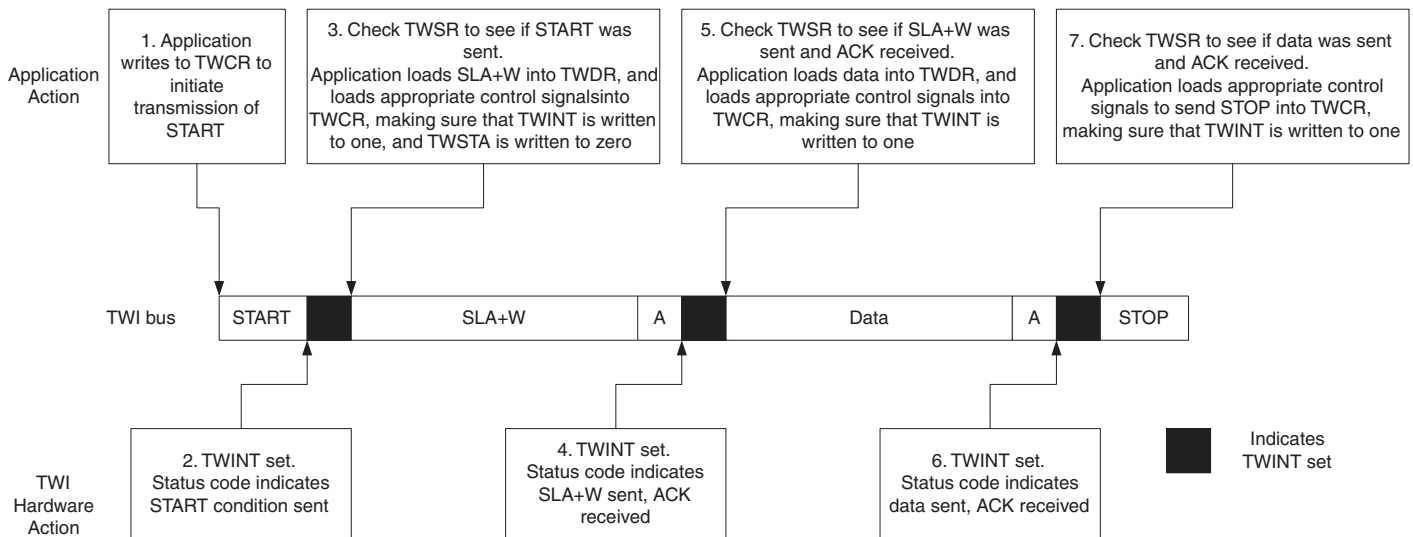 Application
Action
1. Application
writes to TWCR to
initiate
transmission of
START
3. Check TWSR to see if START was
sent.
Application loads SLA+W into TWDR, and
loads appropriate control signalsinto
TWCR, making sure that TWINT is written
to one, and TWSTA is written to zero
5. Check TWSR to see if SLA+W was
sent and ACK received.
Application loads data into TWDR, and
loads appropriate control signals into
TWCR, making sure that TWINT is
written to one
7. Check TWSR to see if data was sent
and ACK received.
Application loads appropriate control
signals to send STOP into TWCR,
making sure that TWINT is written to one
TWI bus
START
SLA+W
A
Data
A
STOP
TWI
Hardware
Action
2. TWINT set.
Status code indicates
START condition sent
4. TWINT set.
Status code indicates
SLA+W sent, ACK
received
6. TWINT set.
Status code indicates
data sent, ACK received
Indicates
TWINT set